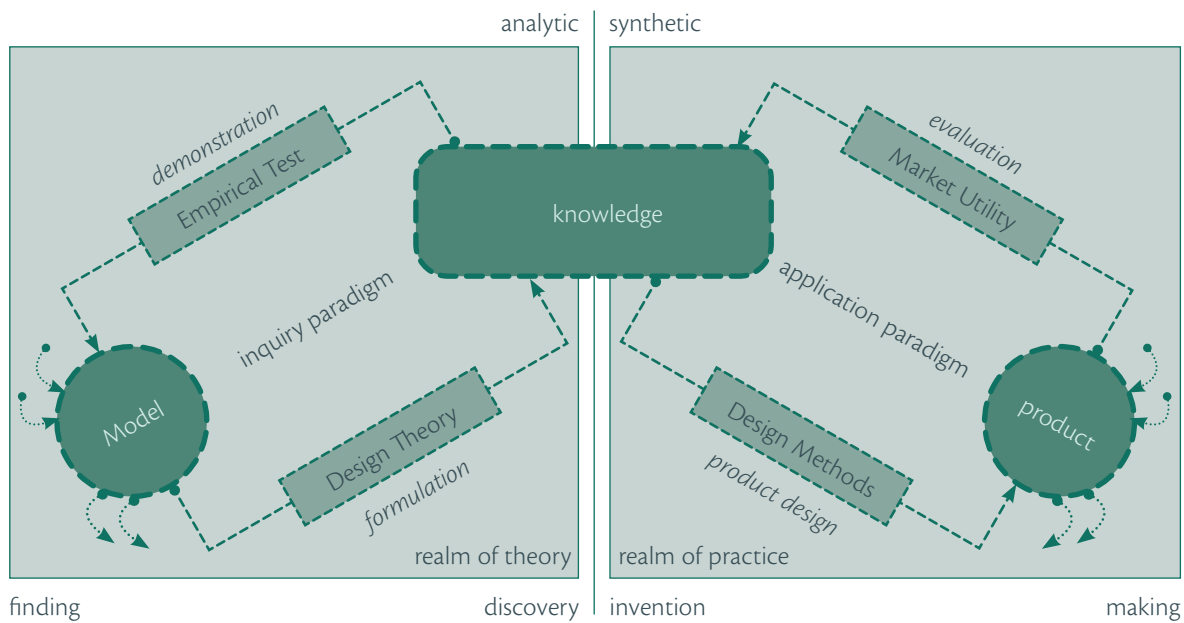 analytic
synthetic
demonstration
Empirical Test
evaluation
Market Utility
knowledge
inquiry paradigm
application paradigm
Model
product
Design Theory
formulation
Design Methods
product design
realm of theory
realm of practice
finding
discovery
invention
making